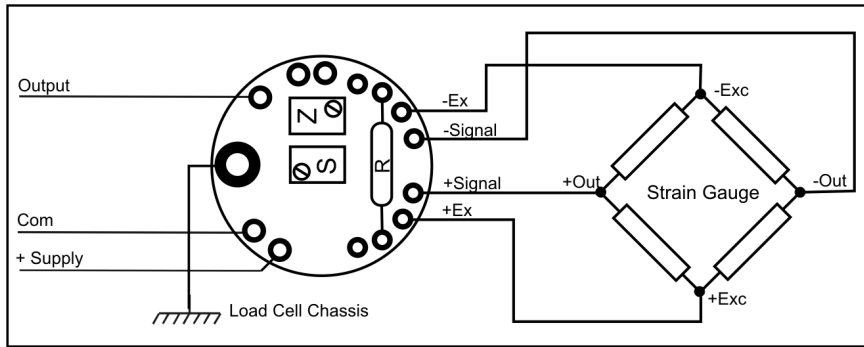 Output
Z
S
R
-Ex
-Signal
+Signal
+Ex
Com
+ Supply
Load Cell Chassis
-Exc
+Out
Strain Gauge
-Out
+Exc